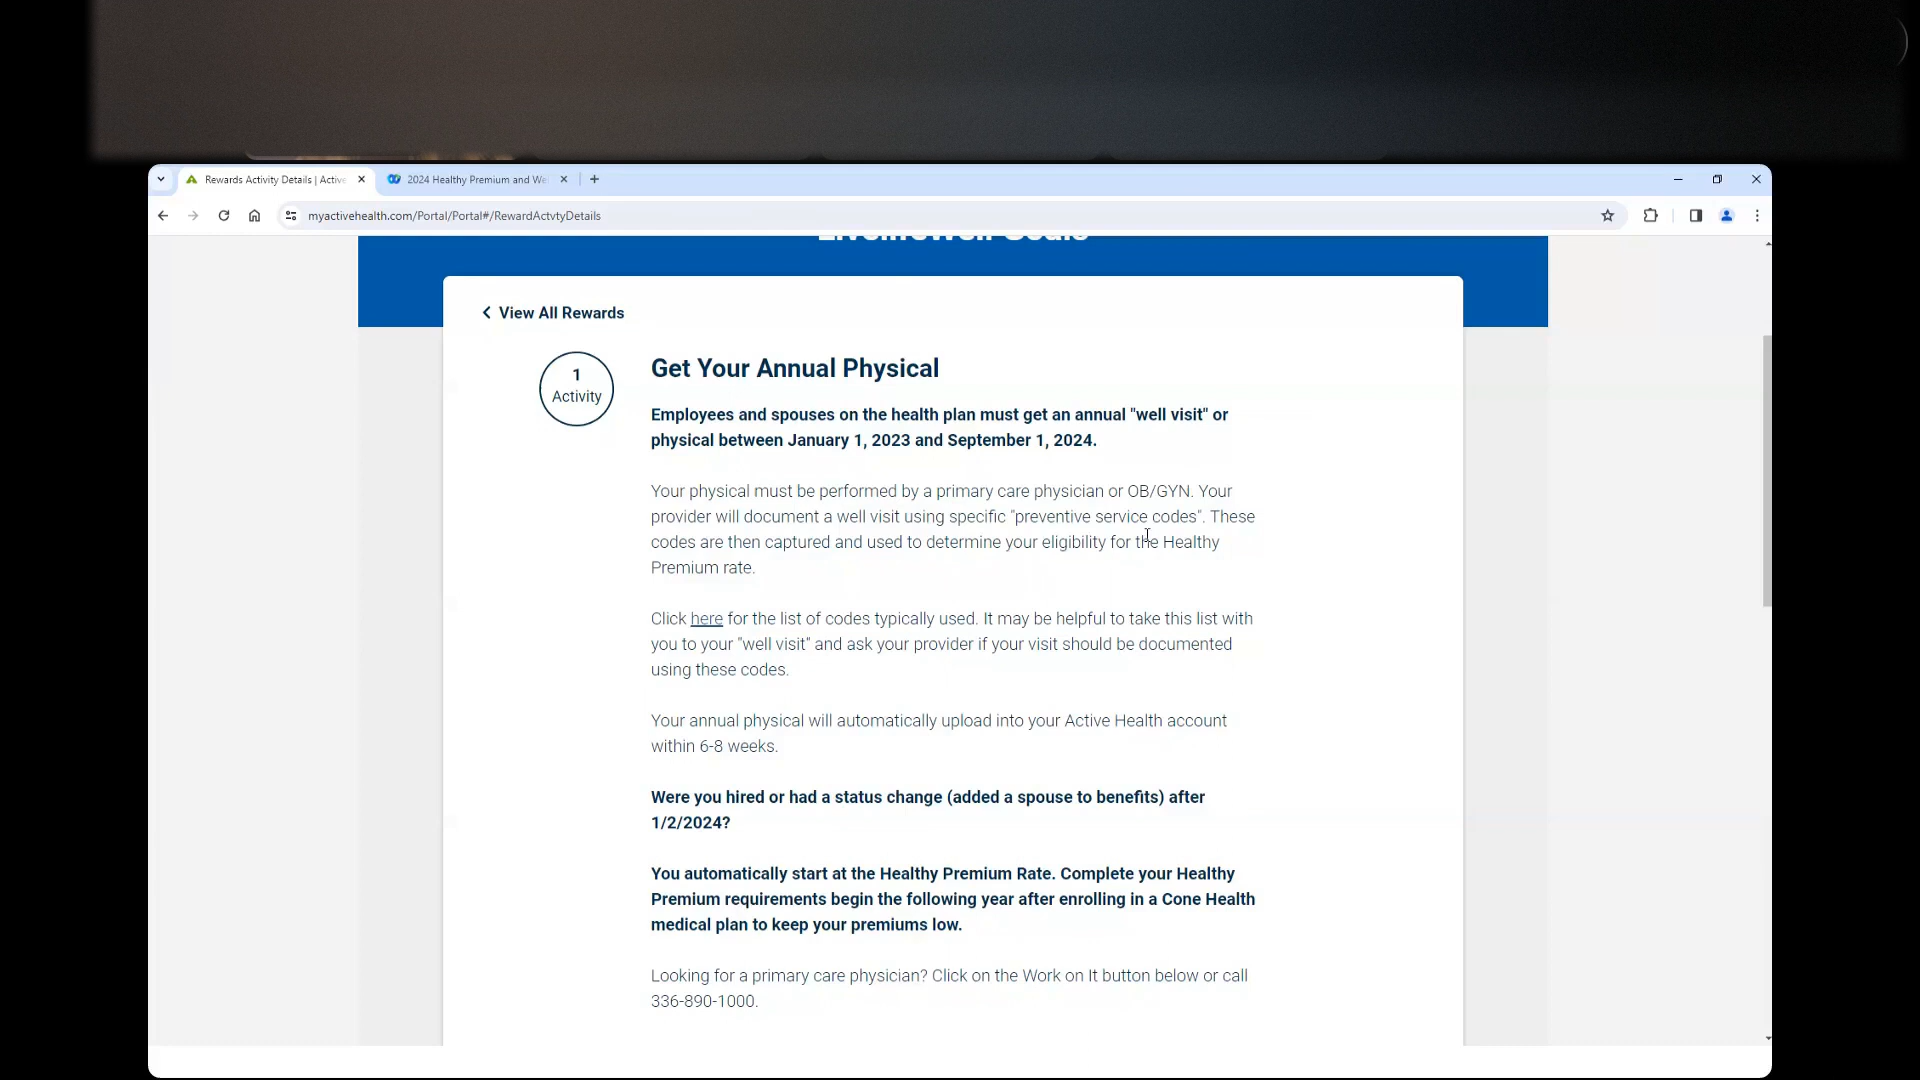 Rewards Activity Details | Active
2024 Healthy Premium and We
myactivehealth.com/Portal/Portal#/RewardActvtyDetails
View All Rewards
1
Activity
Get Your Annual Physical
Employees and spouses on the health plan must get an annual "well visit" or
physical between January 1, 2023 and September 1, 2024.
Your physical must be performed by a primary care physician or OB/GYN. Your
provider will document a well visit using specific "preventive service codes". These
codes are then captured and used to determine your eligibility for the Healthy
Premium rate.
Click here for the list of codes typically used. It may be helpful to take this list with
you to your "well visit" and ask your provider if your visit should be documented
using these codes.
Your annual physical will automatically upload into your Active Health account
within 6-8 weeks.
Were you hired or had a status change (added a spouse to benefits) after
1/2/2024?
You automatically start at the Healthy Premium Rate. Complete your Healthy
Premium requirements begin the following year after enrolling in a Cone Health
medical plan to keep your premiums low.
Looking for a primary care physician? Click on the Work on It button below or call
336-890-1000.